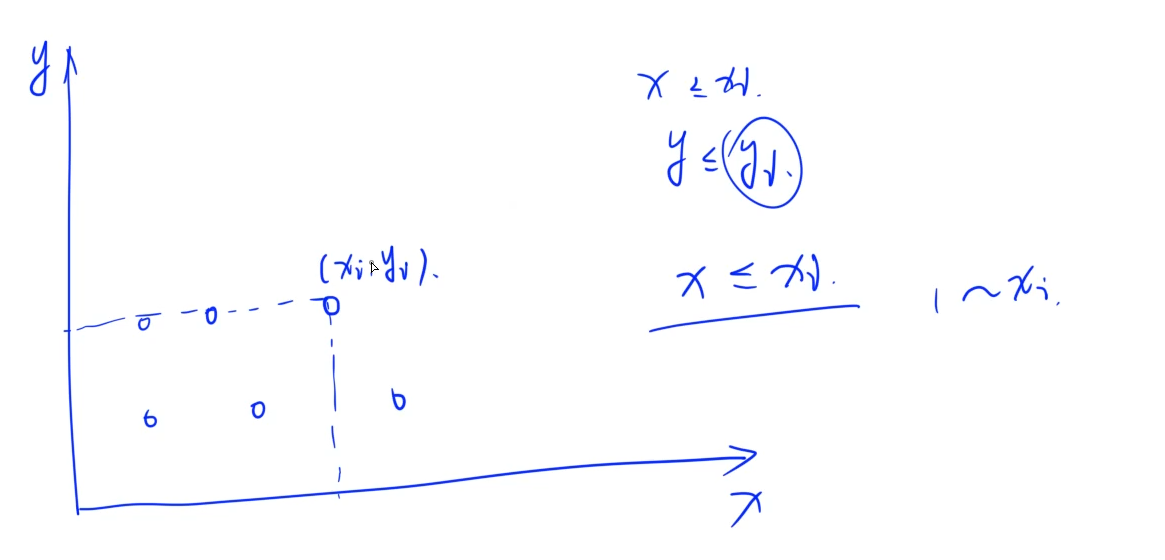 y
x ≤ xi.
y ≤ (yi.
(xi, yi).
x ≤ xi.
1 ~ xi.
x